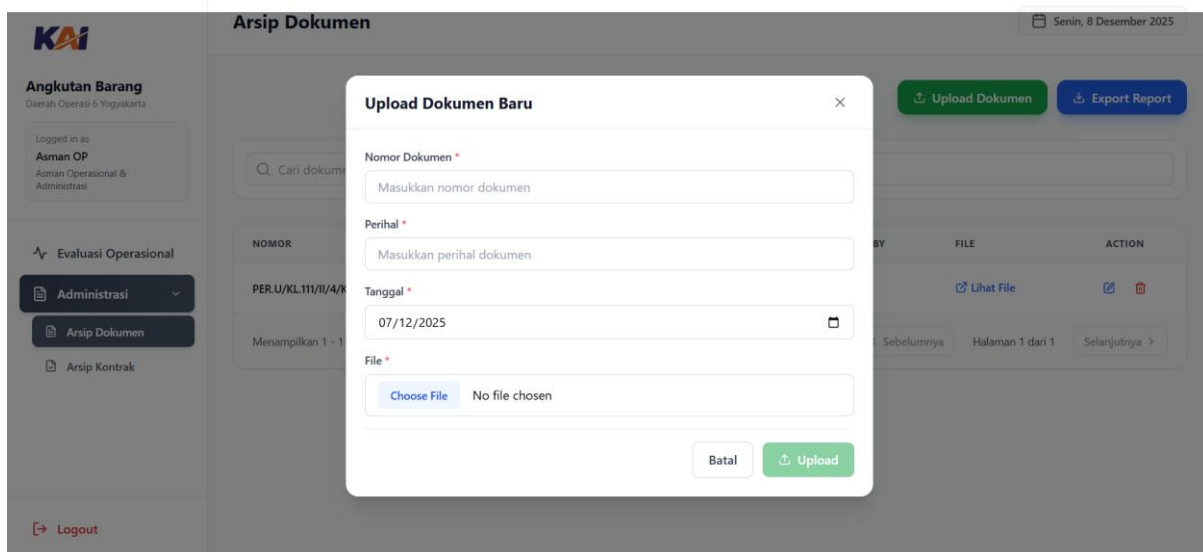 KAI
Arsip Dokumen
Senin, 8 Desember 2025
Angkutan Barang
Daerah Operasi 6 Yogyakarta
Logged in as
Asman OP
Asman Operasional &
Administrasi
Evaluasi Operasional
Administrasi
Arsip Dokumen
Arsip Kontrak
Logout
Upload Dokumen
Export Report
Cari dokume
NOMOR
BY
FILE
ACTION
PER.U/KL.111/II/4/K
Lihat File
Menampilkan 1 - 1
Sebelumnya
Halaman 1 dari 1
Selanjutnya
Upload Dokumen Baru
Nomor Dokumen *
Masukkan nomor dokumen
Perihal *
Masukkan perihal dokumen
Tanggal *
07/12/2025
File *
Choose File No file chosen
Batal
Upload